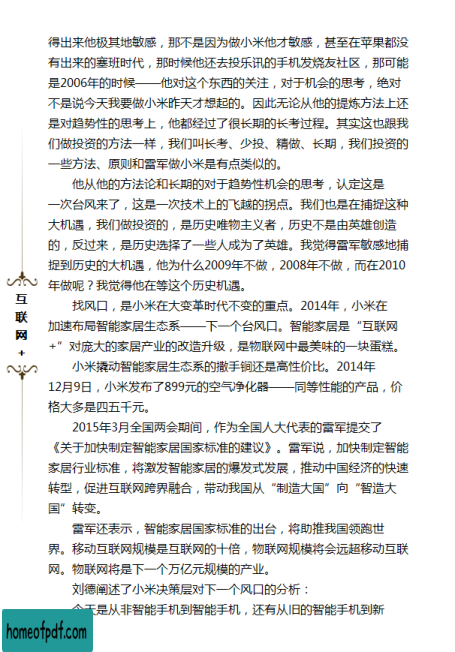 得出来他极其地敏感，那不是因为做小米他才敏感，甚至在苹果都没
有出来的塞班时代，那时候他还去投乐讯的手机发烧友社区，那可能
是2006年的时候——他对这个东西的关注，对于机会的思考，绝对
不是说今天我要做小米昨天才想起的。因此无论从他的提炼方法上还
是对趋势性的思考上，他都经过了很长期的长考过程。其实这也跟我
们做投资的方法一样，我们叫长考、少投、精做、长期，我们投资的
一些方法、原则和雷军做小米是有点类似的。
他从他的方法论和长期的对于趋势性机会的思考，认定这是
一次台风来了，这是一次技术上的飞越的拐点。我们也是在捕捉这种
大机遇，我们做投资的，是历史唯物主义者，历史不是由英雄创造
的，反过来，是历史选择了一些人成为了英雄。我觉得雷军敏感地捕
捉到历史的大机遇，他为什么2009年不做，2008年不做，而在2010
年做呢？我觉得他在等这个历史机遇。
找风口，是小米在大变革时代不变的重点。2014年，小米在
加速布局智能家居生态系——下一个台风口。智能家居是“互联网
+”对庞大的家居产业的改造升级，是物联网中最美味的一块蛋糕。
小米撬动智能家居生态系的撒手锏还是高性价比。2014年
12月9日，小米发布了899元的空气净化器——同等性能的产品，价
格大多是四五千元。
2015年3月全国两会期间，作为全国人大代表的雷军提交了
《关于加快制定智能家居国家标准的建议》。雷军说，加快制定智能
家居行业标准，将激发智能家居的爆发式发展，推动中国经济的快速
转型，促进互联网跨界融合，带动我国从“制造大国”向“智造大
国”转变。
雷军还表示，智能家居国家标准的出台，将助推我国领跑世
界。移动互联网规模是互联网的十倍，物联网规模将会远超移动互联
网。物联网将是下一个万亿元规模的产业。
刘德阐述了小米决策层对下一个风口的分析：
今天是从非智能手机到智能手机，还有从旧的智能手机到新
互
联
网
+
homeofpdf.com